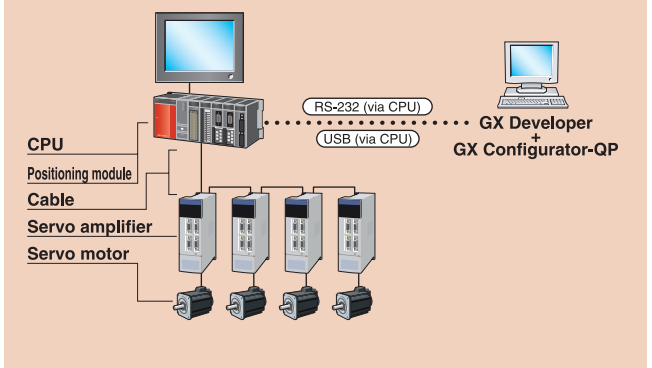 RS-232 (via CPU)
USB (via CPU)
GX Developer
+
GX Configurator-QP
CPU
Positioning module
Cable
Servo amplifier
Servo motor